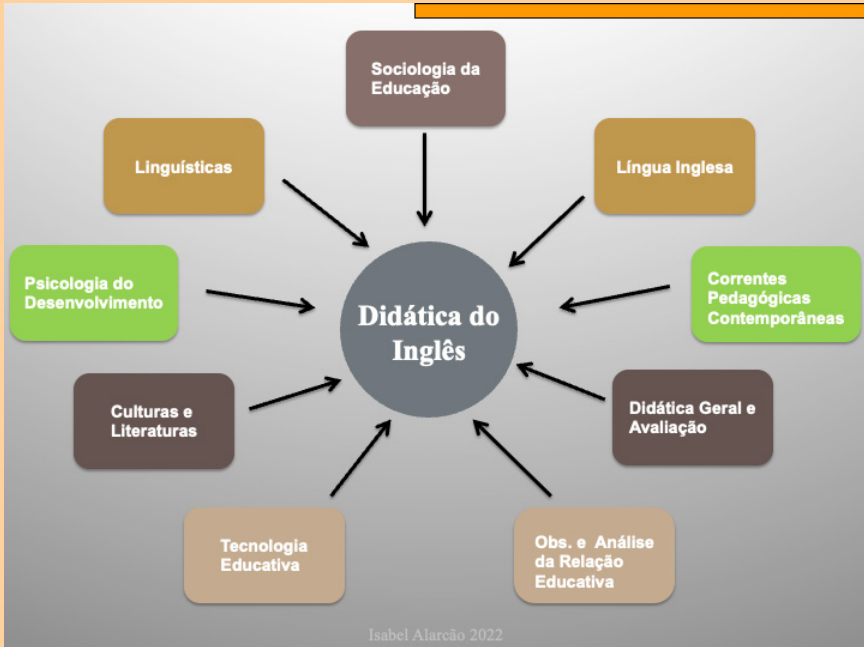 Sociologia da
Educação
Linguísticas
Língua Inglesa
Psicologia do
Desenvolvimento
Correntes
Pedagógicas
Contemporâneas
Didática do
Inglês
Culturas e
Literaturas
Didática Geral e
Avaliação
Tecnologia
Educativa
Obs. e Análise
da Relação
Educativa
Isabel Alarcão 2022